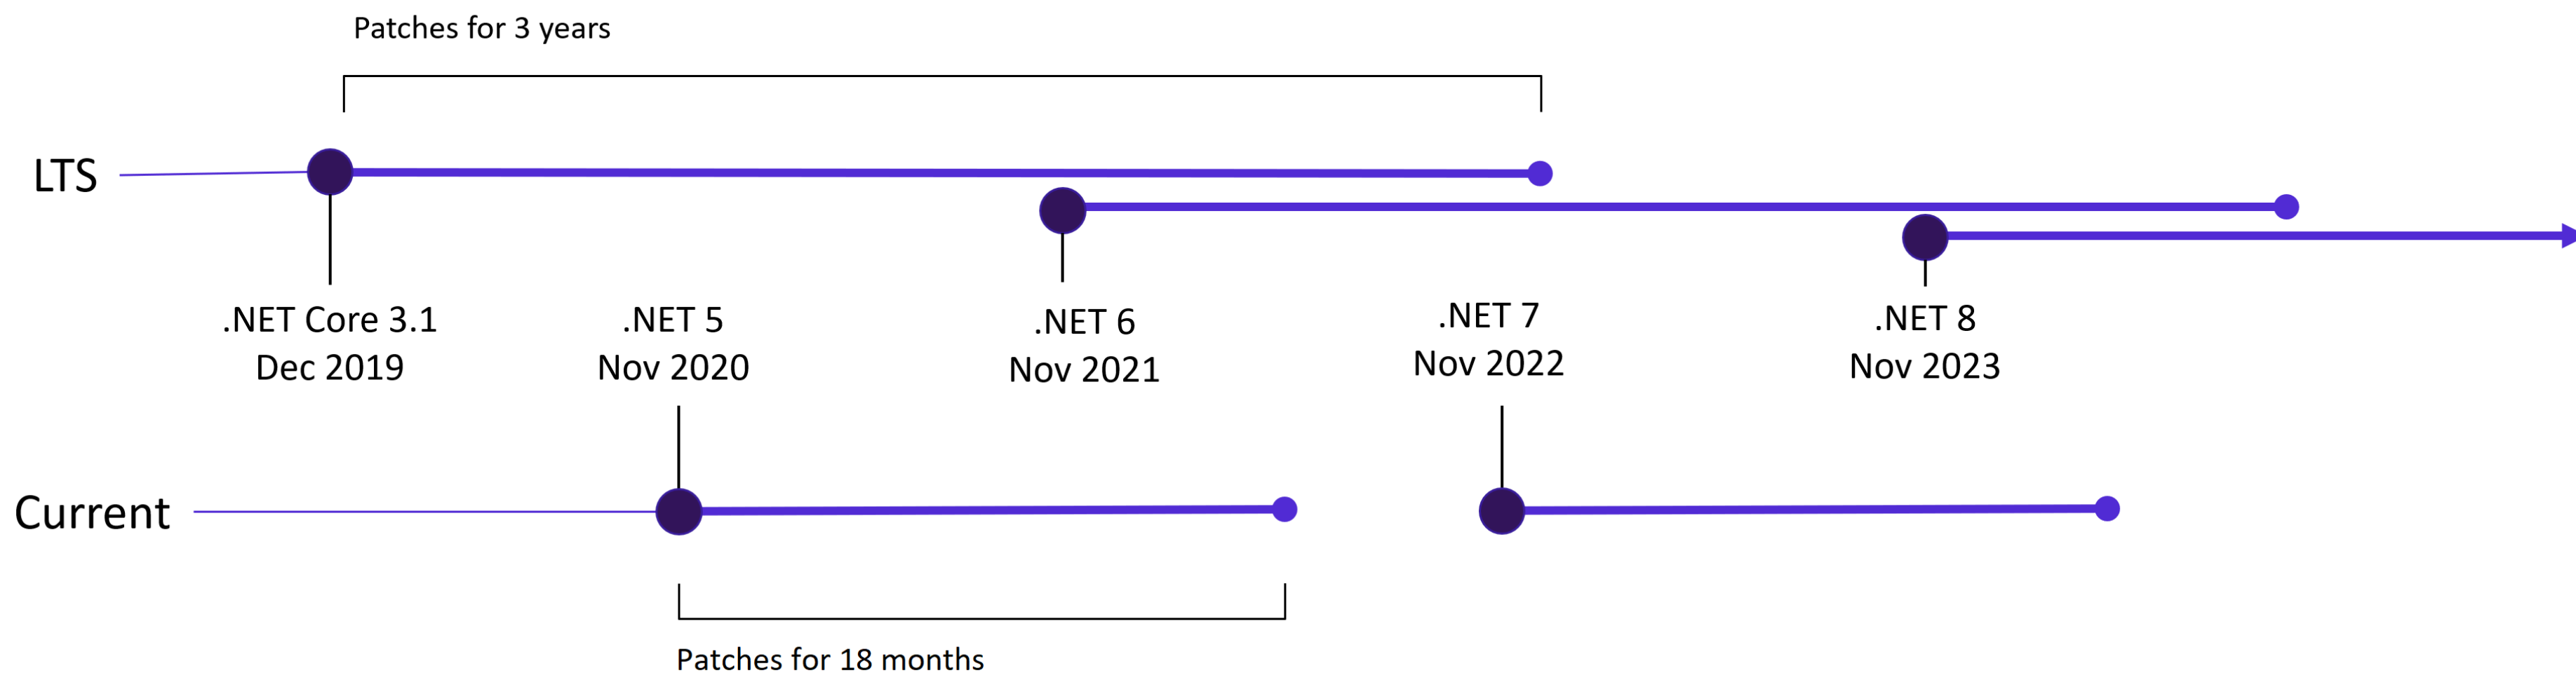 Patches for 3 years
LTS
.NET Core 3.1
Dec 2019
.NET 5
Nov 2020
.NET 6
Nov 2021
.NET 7
Nov 2022
.NET 8
Nov 2023
Current
Patches for 18 months